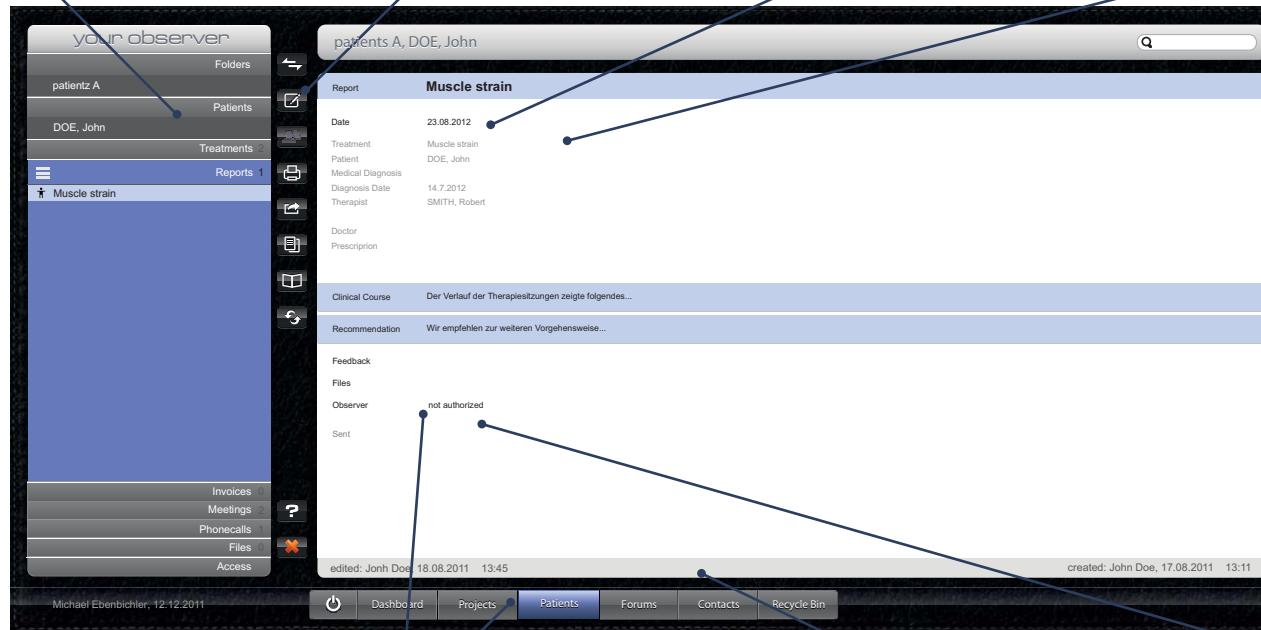 your observer
Folders
patientz A
Patients
DOE, John
Treatments 2
Reports 1
Muscle strain
Invoices 0
Meetings 2
Phonecalls 1
Files 0
Access
?
patients A, DOE, John
Report Muscle strain
Date 23.08.2012
Treatment Muscle strain
Patient DOE, John
Medical Diagnosis
Diagnosis Date 14.7.2012
Therapist SMITH, Robert
Doctor
Prescriprion
Clinical Course Der Verlauf der Therapiesitzungen zeigte folgendes...
Recommendation Wir empfehlen zur weiteren Vorgehensweise...
Feedback
Files
Observer not authorized
Sent
edited: Jonh Doe, 18.08.2011 13:45 created: John Doe, 17.08.2011 13:11
Michael Ebenbichler, 12.12.2011 Dashboard Projects Patients Forums Contacts Recycle Bin